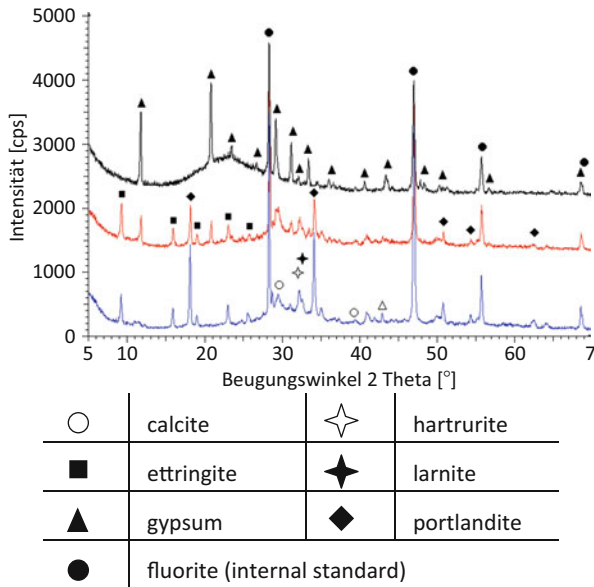 Intensität [cps]
5000
4000
3000
2000
1000
0
5 10 20 30 40 50 60 70
Beugungswinkel 2 Theta [°]
calcite hartrurite
ettringite larnite
gypsum portlandite
fluorite (internal standard)